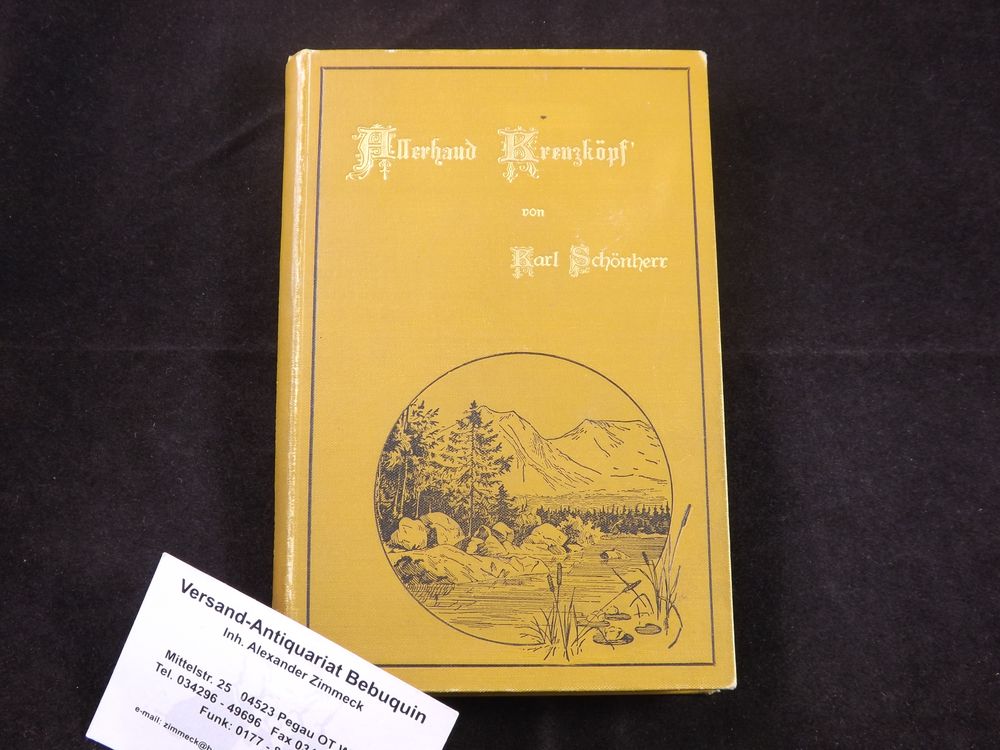 Allerhand Kreuzköpf'
von
Karl Schönherr
Versand-Antiquariat Bebuquin
Inh. Alexander Zimmeck
Mittelstr. 25 04523 Pegau OT
Tel. 034296 - 49696 Fax
Funk: 0177 -
e-mail: